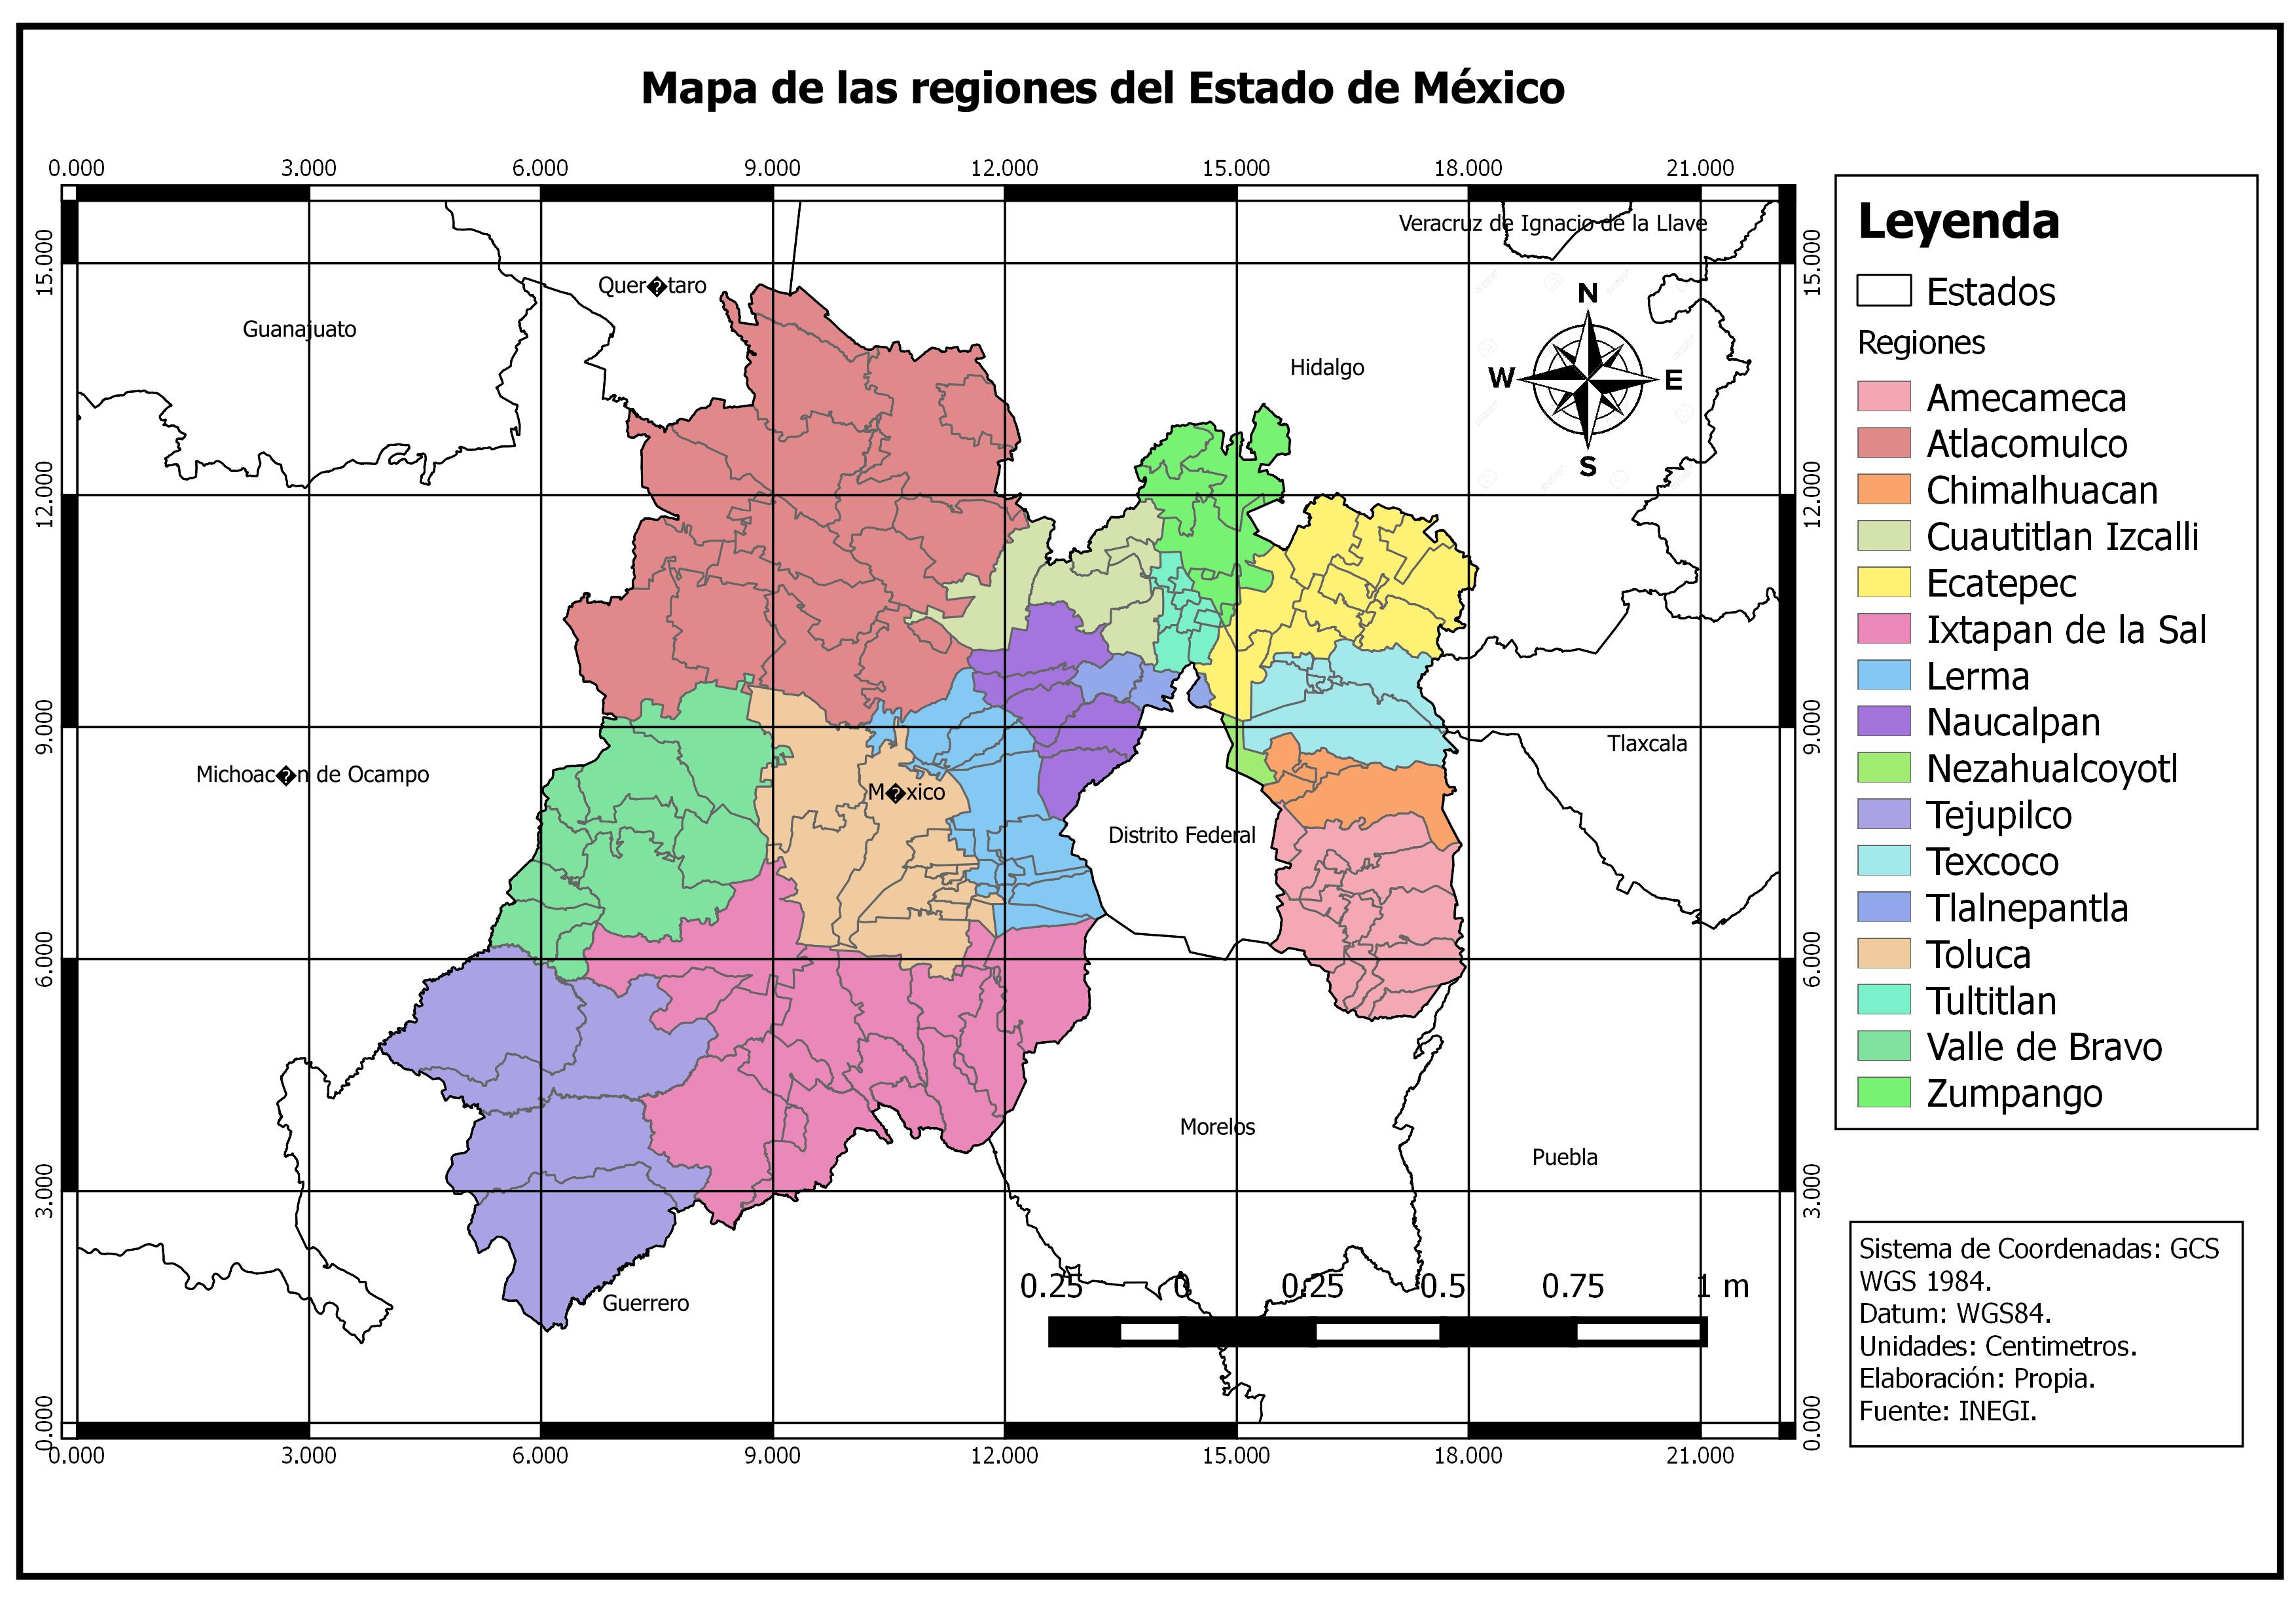 Mapa de las regiones del Estado de México
0.000 3.000 6.000 9.000 12.000 15.000 18.000 21.000
Veracruz de Ignacio de la Llave
15.000
15.000
Quer�taro
Guanajuato
Hidalgo
N
W
E
S
12.000
12.000
9.000
9.000
Tlaxcala
Michoac�n de Ocampo
M�xico
Distrito Federal
6.000
6.000
Morelos
Puebla
3.000
3.000
Guerrero
0.25 0 0.25 0.5 0.75 1 m
0.000
0.000
0.000 3.000 6.000 9.000 12.000 15.000 18.000 21.000
Leyenda
Estados
Regiones
Amecameca
Atlacomulco
Chimalhuacan
Cuautitlan Izcalli
Ecatepec
Ixtapan de la Sal
Lerma
Naucalpan
Nezahualcoyotl
Tejupilco
Texcoco
Tlalnepantla
Toluca
Tultitlan
Valle de Bravo
Zumpango
Sistema de Coordenadas: GCS
WGS 1984.
Datum: WGS84.
Unidades: Centimetros.
Elaboración: Propia.
Fuente: INEGI.